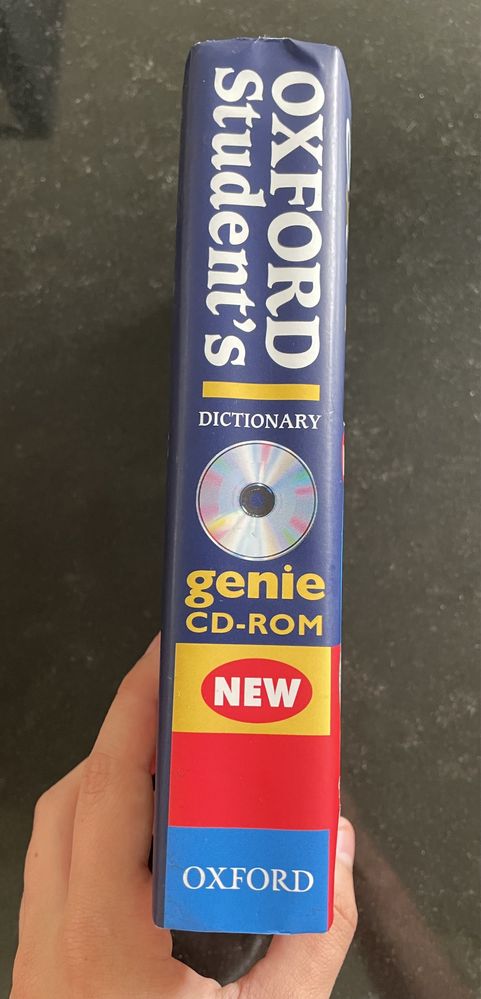 OXFORD
Student's
DICTIONARY
genie
CD-ROM
NEW
OXFORD